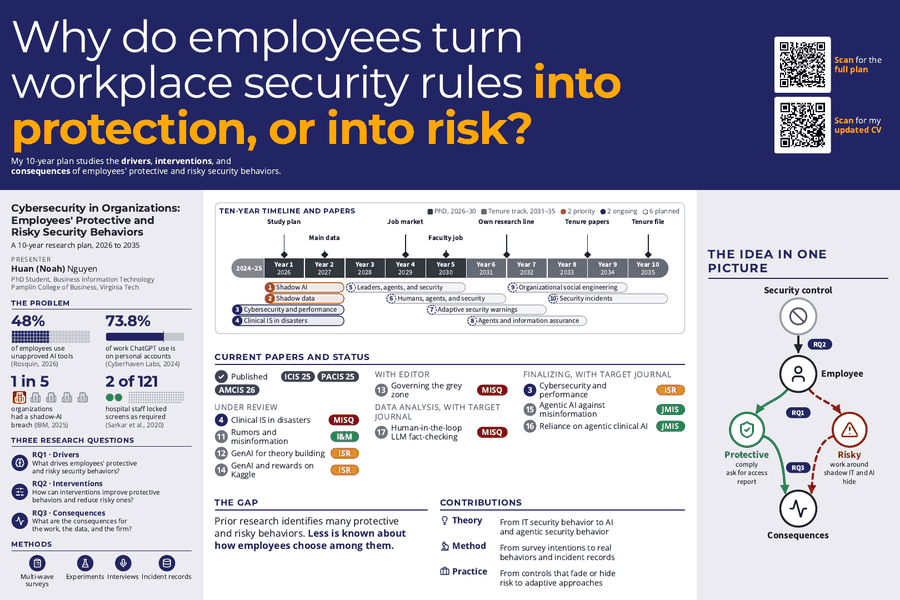 Why do employees turn
workplace security rules into
protection, or into risk?
My 10-year plan studies the drivers, interventions, and
consequences of employees' protective and risky security behaviors.
Scan for the
full plan
Scan for my
updated CV
Cybersecurity in Organizations:
Employees' Protective and
Risky Security Behaviors
A 10-year research plan, 2026 to 2035
PRESENTER
Huan (Noah) Nguyen
PhD Student, Business Information Technology
Pamplin College of Business, Virginia Tech
THE PROBLEM
48%
of employees use
unapproved AI tools
(Rosquin, 2026)
73.8%
of work ChatGPT use is
on personal accounts
(Cyberhaven Labs, 2024)
1 in 5
organizations
had a shadow-AI
breach (IBM, 2025)
2 of 121
hospital staff locked
screens as required
(Sarkar et al., 2020)
THREE RESEARCH QUESTIONS
RQ1 · Drivers
What drives employees' protective
and risky security behaviors?
RQ2 · Interventions
How can interventions improve protective
behaviors and reduce risky ones?
RQ3 · Consequences
What are the consequences for
the work, the data, and the firm?
METHODS
Multi-wave
surveys
Experiments
Interviews
Incident records
TEN-YEAR TIMELINE AND PAPERS
PhD, 2026–30
Tenure track, 2031–35
2 priority
2 ongoing
6 planned
Study plan
Main data
Job market
Faculty job
Own research line
Tenure papers
Tenure files
2024–25
Year 1
2026
Year 2
2027
Year 3
2028
Year 4
2029
Year 5
2030
Year 6
2031
Year 7
2032
Year 8
2033
Year 9
2034
Year 10
2035
1 Shadow AI
5 Leaders, agents, and security
9 Organizational social engineering
2 Shadow data
6 Humans, agents, and security
10 Security incidents
3 Cybersecurity and performance
7 Adaptive security warnings
4 Clinical IS in disasters
8 Agents and information assurance
CURRENT PAPERS AND STATUS
Published
ICIS 25
PACIS 25
AMCIS 26
UNDER REVIEW
4 Clinical IS in disasters MISQ
11 Rumors and
misinformation I&M
12 GenAI for theory building ISR
14 GenAI and rewards on
Kaggle ISR
WITH EDITOR
13 Governing the grey
zone MISQ
DATA ANALYSIS, WITH TARGET
JOURNAL
17 Human-in-the-loop
LLM fact-checking MISQ
FINALIZING, WITH TARGET JOURNAL
3 Cybersecurity and
performance ISR
15 Agentic AI against
misinformation JMIS
16 Reliance on agentic clinical AI JMIS
THE GAP
Prior research identifies many protective
and risky behaviors. Less is known about
how employees choose among them.
CONTRIBUTIONS
Theory
From IT security behavior to AI
and agentic security behavior
Method
From survey intentions to real
behaviors and incident records
Practice
From controls that fade or hide
risk to adaptive approaches
THE IDEA IN ONE
PICTURE
Security control
RQ2
Employee
RQ1
Protective
comply
ask for access
report
Risky
work around
shadow IT and AI
hide
RQ3
Consequences